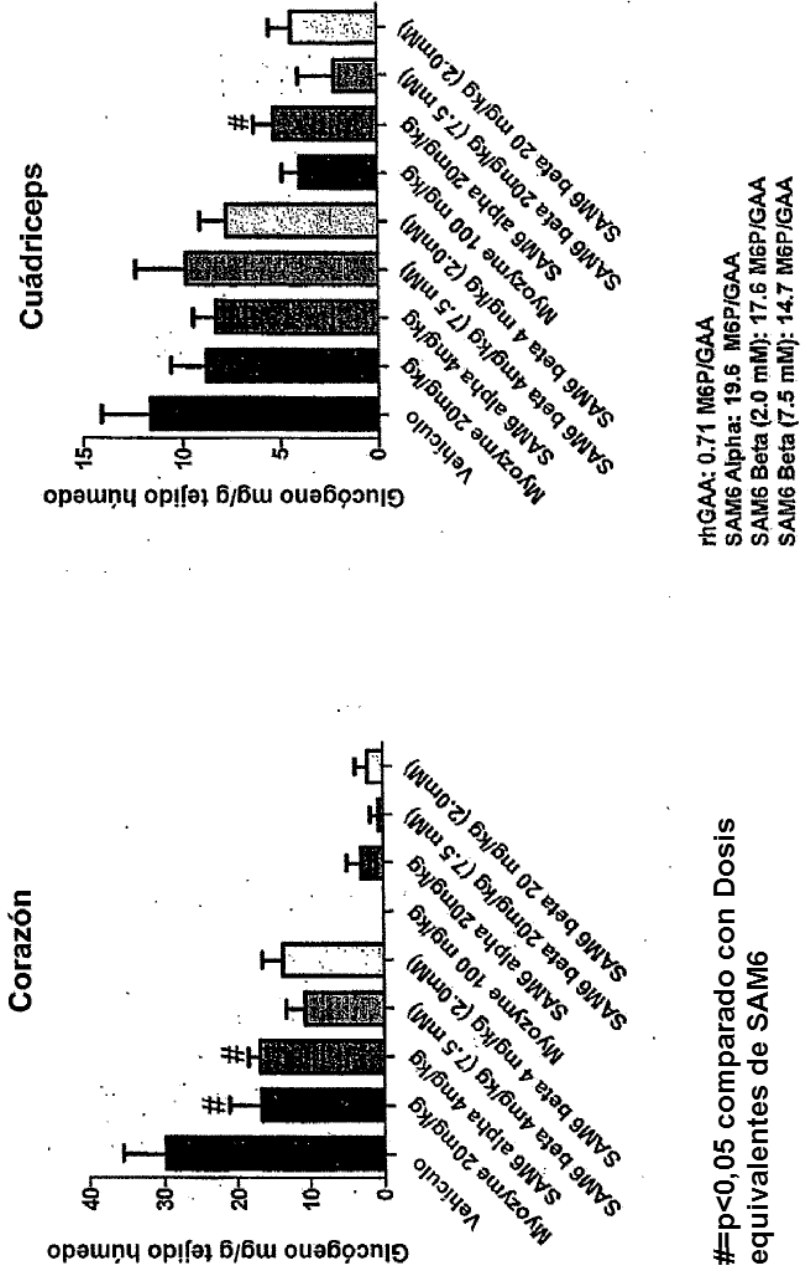 Corazón
Glucógeno mg/g tejido húmedo
40
30
20
10
0
#
#
Vehículo
Myozyme 20mg/kg
SAM6 alpha 4mg/kg
SAM6 beta 4mg/kg (7.5 mM)
SAM6 beta 4 mg/kg (2.0mM)
Myozyme 100 mg/kg
SAM6 alpha 20mg/kg
SAM6 beta 20mg/kg (7.5 mM)
SAM6 beta 20 mg/kg (2.0mM)
#=p<0,05 comparado con Dosis
equivalentes de SAM6
Cuádriceps
Glucógeno mg/g tejido húmedo
15
10
5
0
#
Vehículo
Myozyme 20mg/kg
SAM6 alpha 4mg/kg
SAM6 beta 4mg/kg (7.5 mM)
SAM6 beta 4 mg/kg (2.0mM)
Myozyme 100 mg/kg
SAM6 alpha 20mg/kg
SAM6 beta 20mg/kg (7.5 mM)
SAM6 beta 20 mg/kg (2.0mM)
rhGAA: 0.71 M6P/GAA
SAM6 Alpha: 19.6 M6P/GAA
SAM6 Beta (2.0 mM): 17.6 M6P/GAA
SAM6 Beta (7.5 mM): 14.7 M6P/GAA